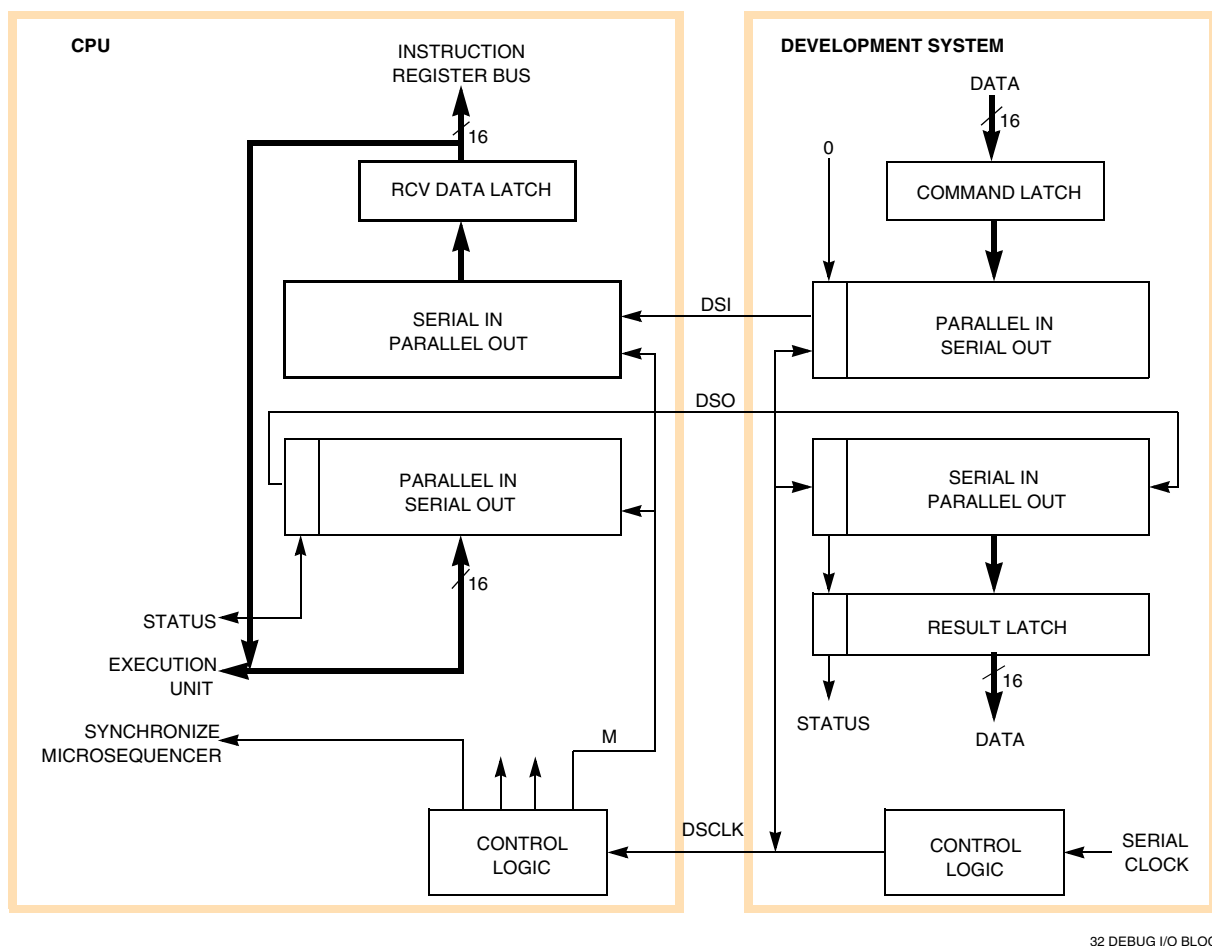 CPU
INSTRUCTION
REGISTER BUS
16
RCV DATA LATCH
SERIAL IN
PARALLEL OUT
PARALLEL IN
SERIAL OUT
16
STATUS
EXECUTION
UNIT
SYNCHRONIZE
MICROSEQUENCER
M
CONTROL
LOGIC
DSI
DSO
DSCLK
DEVELOPMENT SYSTEM
DATA
16
0
COMMAND LATCH
PARALLEL IN
SERIAL OUT
SERIAL IN
PARALLEL OUT
RESULT LATCH
16
STATUS
DATA
CONTROL
LOGIC
SERIAL
CLOCK
32 DEBUG I/O BLOC